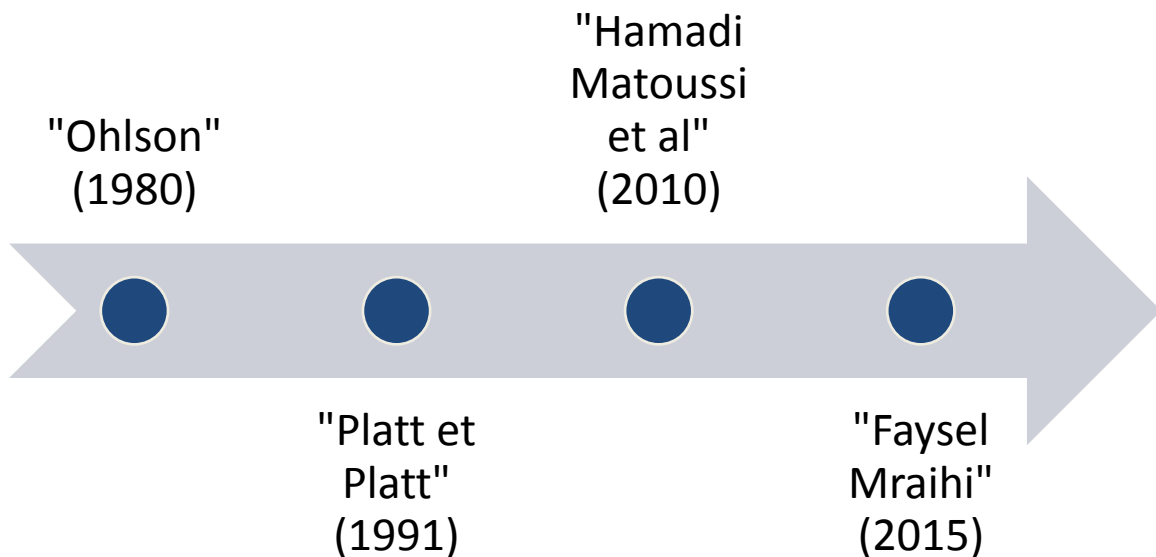 "Ohlson"
(1980)
"Platt et
Platt"
(1991)
"Hamadi
Matoussi
et al"
(2010)
"Faysel
Mraihi"
(2015)